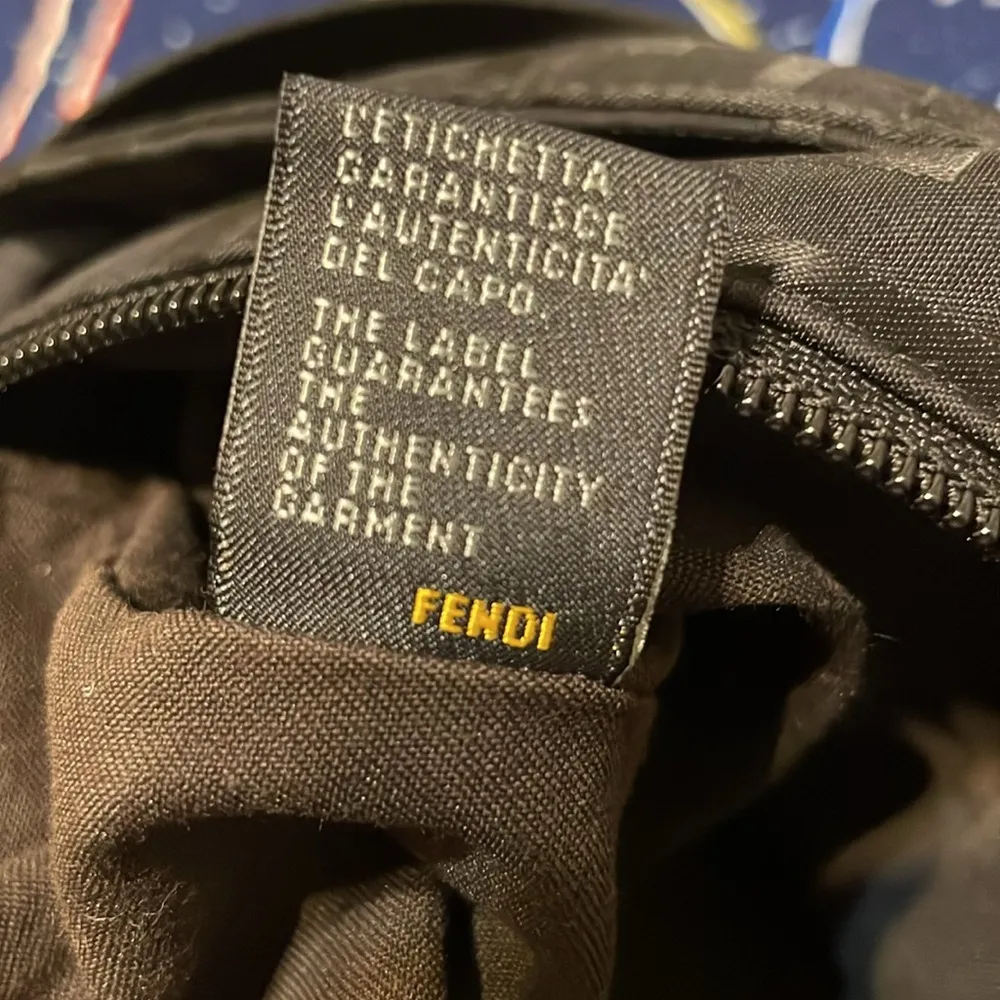 L'ETICHETTA
GARANTISCE
L'AUTENTICITA'
DEL CAPO.
THE LABEL
GUARANTEES
THE
AUTHENTICITY
OF THE
GARMENT
FENDI